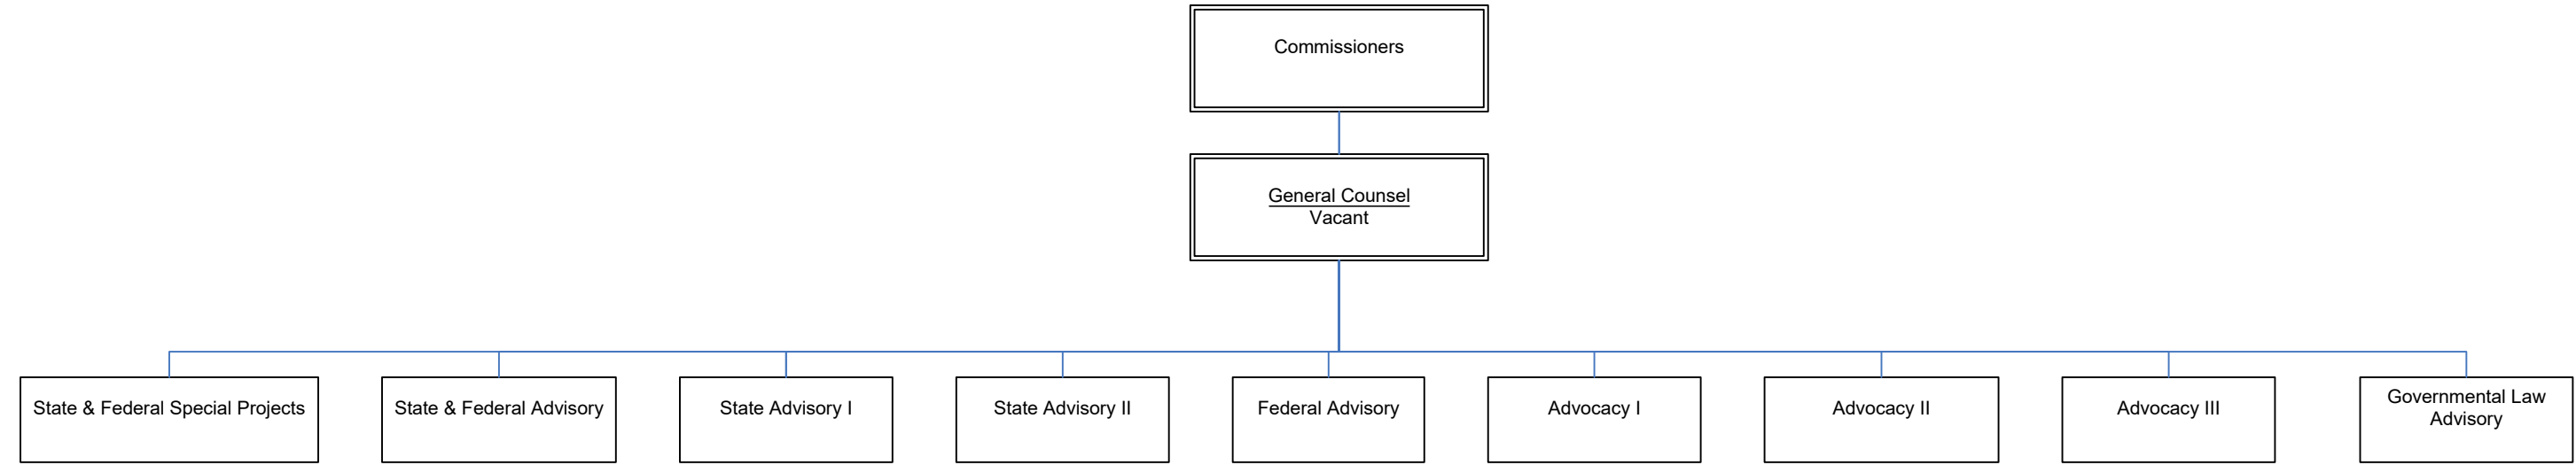 Commissioners
General Counsel
Vacant
State & Federal Special Projects
State & Federal Advisory
State Advisory I
State Advisory II
Federal Advisory
Advocacy I
Advocacy II
Advocacy III
Governmental Law
Advisory